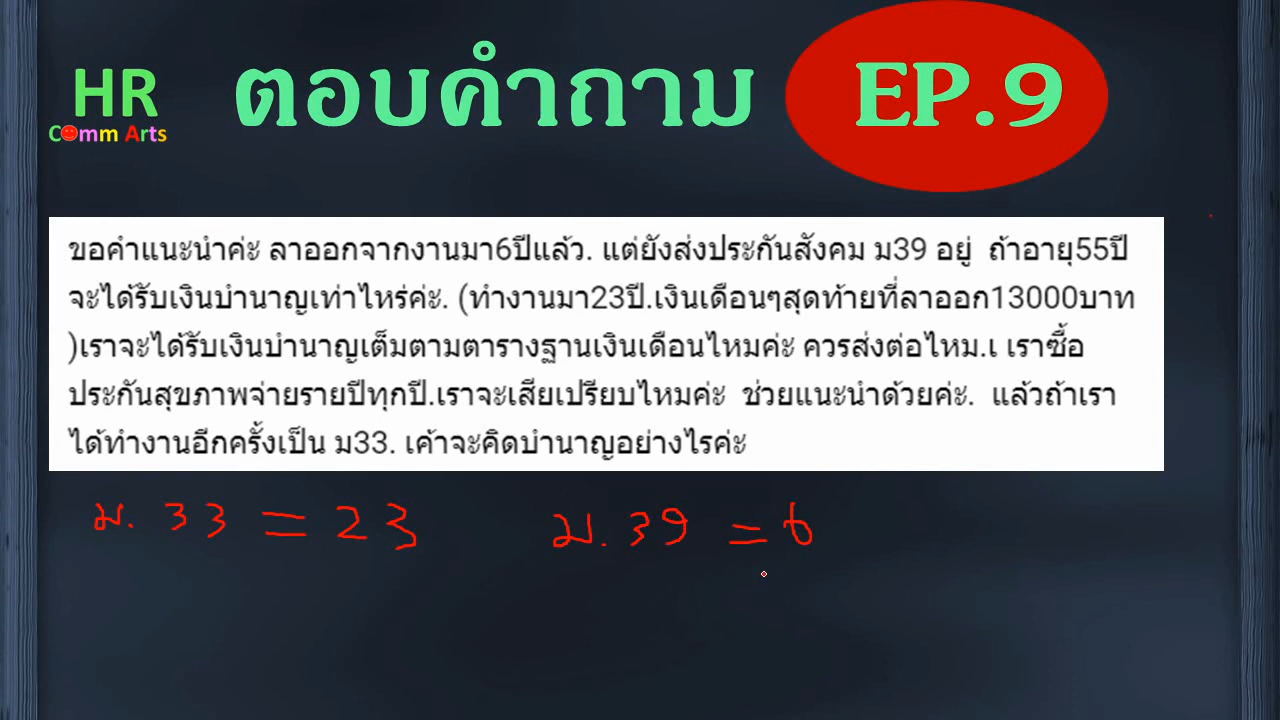 HR
Comm Arts
ตอบคำถาม
EP.9
ขอคำแนะนำค่ะ ลาออกจากงานมา6ปีแล้ว. แต่ยังส่งประกันสังคม ม39 อยู่ ถ้าอายุ55ปี
จะได้รับเงินบำนาญเท่าไหร่ค่ะ. (ทำงานมา23ปี.เงินเดือนๆสุดท้ายที่ลาออก13000บาท
)เราจะได้รับเงินบำนาญเต็มตามตารางฐานเงินเดือนไหมค่ะ ควรส่งต่อไหม.เ เราซื้อ
ประกันสุขภาพจ่ายรายปีทุกปี.เราจะเสียเปรียบไหมค่ะ ช่วยแนะนำด้วยค่ะ. แล้วถ้าเรา
ได้ทำงานอีกครั้งเป็น ม33. เค้าจะคิดบำนาญอย่างไรค่ะ
ม. 33 = 23 ม. 39 = 6